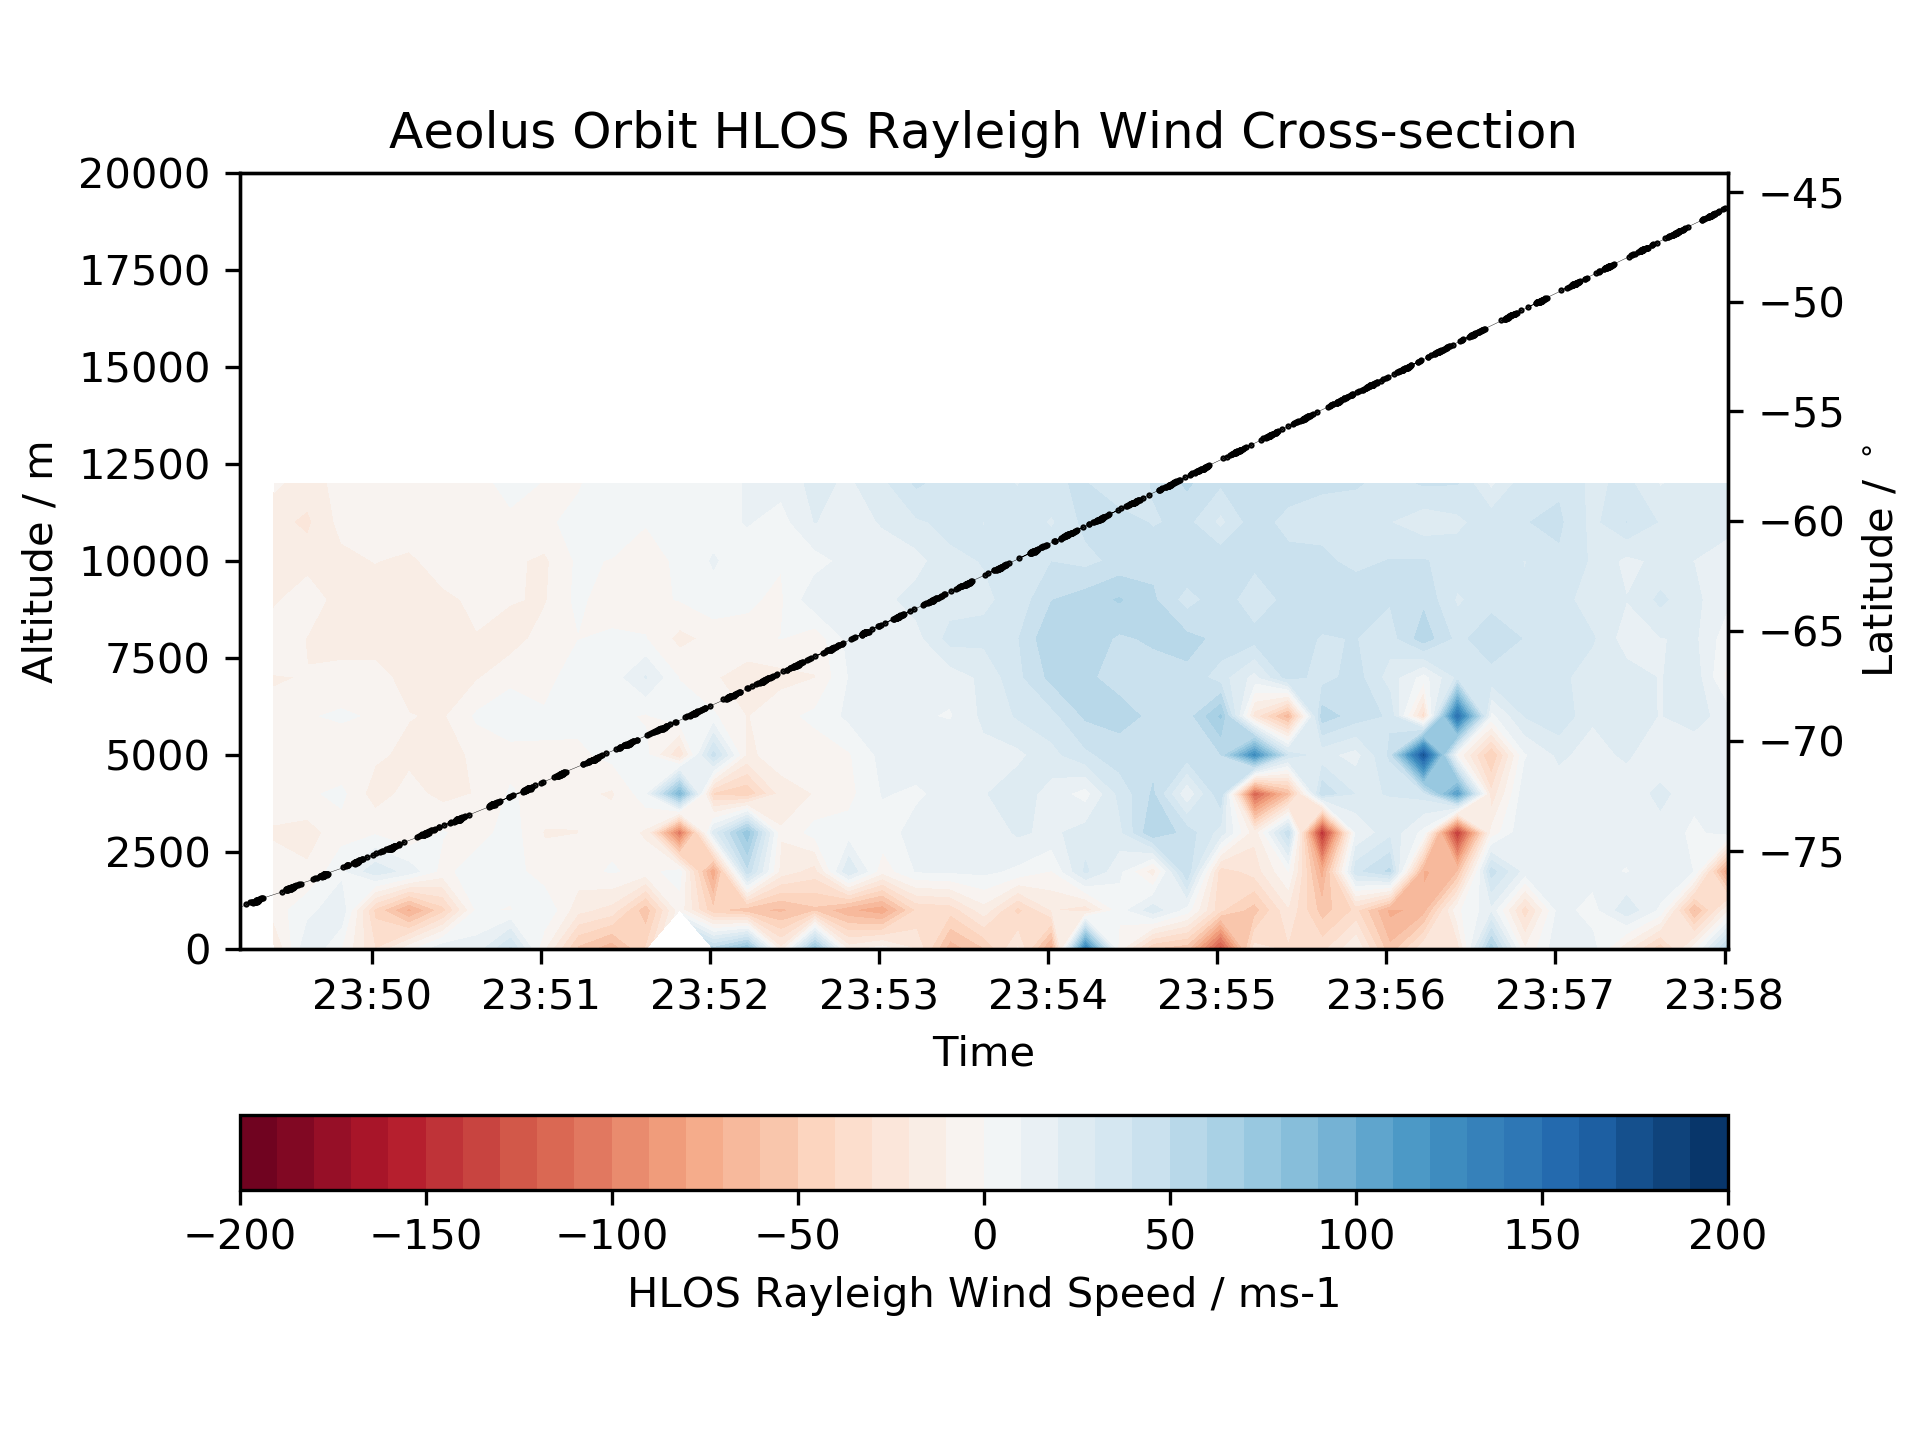 Aeolus Orbit HLOS Rayleigh Wind Cross-section
20000
17500
15000
12500
10000
7500
5000
2500
0
Altitude / m
−45
−50
−55
−60
−65
−70
−75
Latitude / °
23:50 23:51 23:52 23:53 23:54 23:55 23:56 23:57 23:58
Time
−200 −150 −100 −50 0 50 100 150 200
HLOS Rayleigh Wind Speed / ms-1